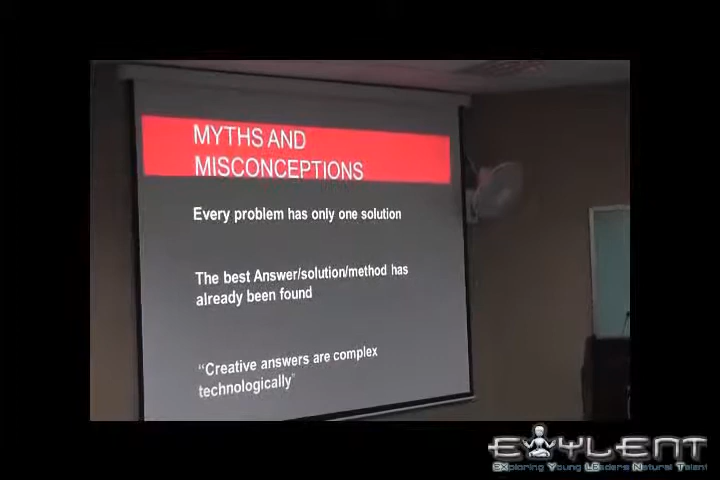 MYTHS AND
MISCONCEPTIONS
Every problem has only one solution
The best Answer/solution/method has
already been found
“Creative answers are complex
technologically”
EXYLENT
EXploring Young LEaders Natural Talent